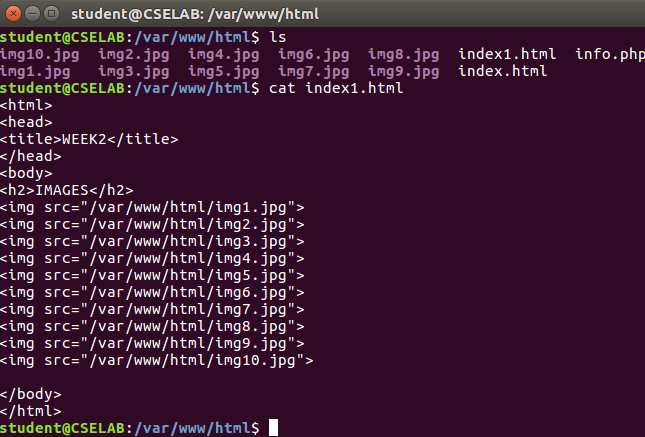 student@CSELAB: /var/www/html
student@CSELAB:/var/www/html$ ls
img10.jpg  img2.jpg  img4.jpg  img6.jpg  img8.jpg  index1.html  info.php
img1.jpg   img3.jpg  img5.jpg  img7.jpg  img9.jpg  index.html
student@CSELAB:/var/www/html$ cat index1.html
<html>
<head>
<title>WEEK2</title>
</head>
<body>
<h2>IMAGES</h2>
<img src="/var/www/html/img1.jpg">
<img src="/var/www/html/img2.jpg">
<img src="/var/www/html/img3.jpg">
<img src="/var/www/html/img4.jpg">
<img src="/var/www/html/img5.jpg">
<img src="/var/www/html/img6.jpg">
<img src="/var/www/html/img7.jpg">
<img src="/var/www/html/img8.jpg">
<img src="/var/www/html/img9.jpg">
<img src="/var/www/html/img10.jpg">
</body>
</html>
student@CSELAB:/var/www/html$